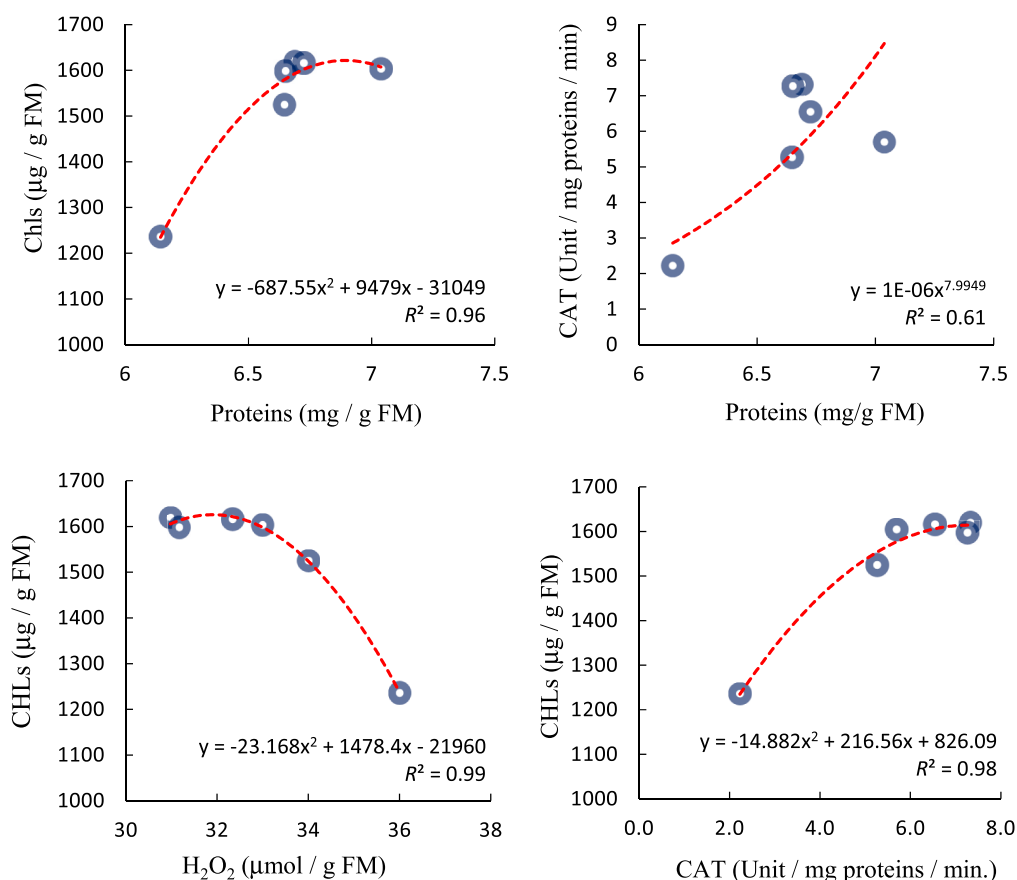 1700
1600
1500
1400
1300
1200
1100
1000
Chls (µg / g FM)
y = -687.55x² + 9479x - 31049
R² = 0.96
6 6.5 7 7.5
Proteins (mg / g FM)
9
8
7
6
5
4
3
2
1
0
CAT (Unit / mg proteins / min)
y = 1E-06x⁷·⁹⁹⁴⁹
R² = 0.61
6 6.5 7 7.5
Proteins (mg/g FM)
1700
1600
1500
1400
1300
1200
1100
1000
CHLs (µg / g FM)
y = -23.168x² + 1478.4x - 21960
R² = 0.99
30 32 34 36 38
H₂O₂ (µmol / g FM)
1700
1600
1500
1400
1300
1200
1100
1000
CHLs (µg / g FM)
y = -14.882x² + 216.56x + 826.09
R² = 0.98
0.0 2.0 4.0 6.0 8.0
CAT (Unit / mg proteins / min.)